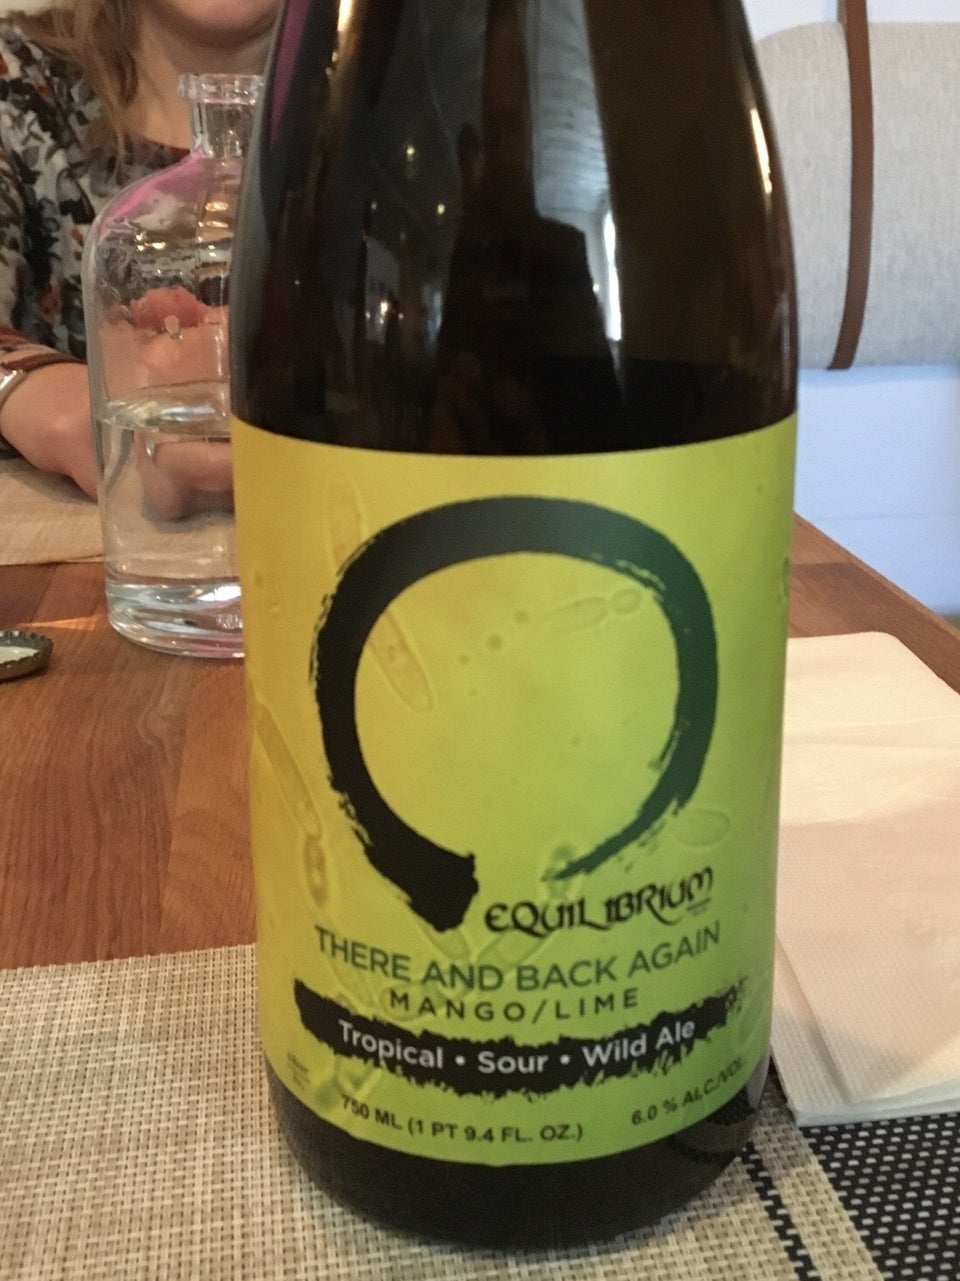 EQUILIBRIUM
THERE AND BACK AGAIN
MANGO/LIME
Tropical • Sour • Wild Ale
750 ML (1 PT 9.4 FL. OZ.)
6.0 % ALC./VOL.